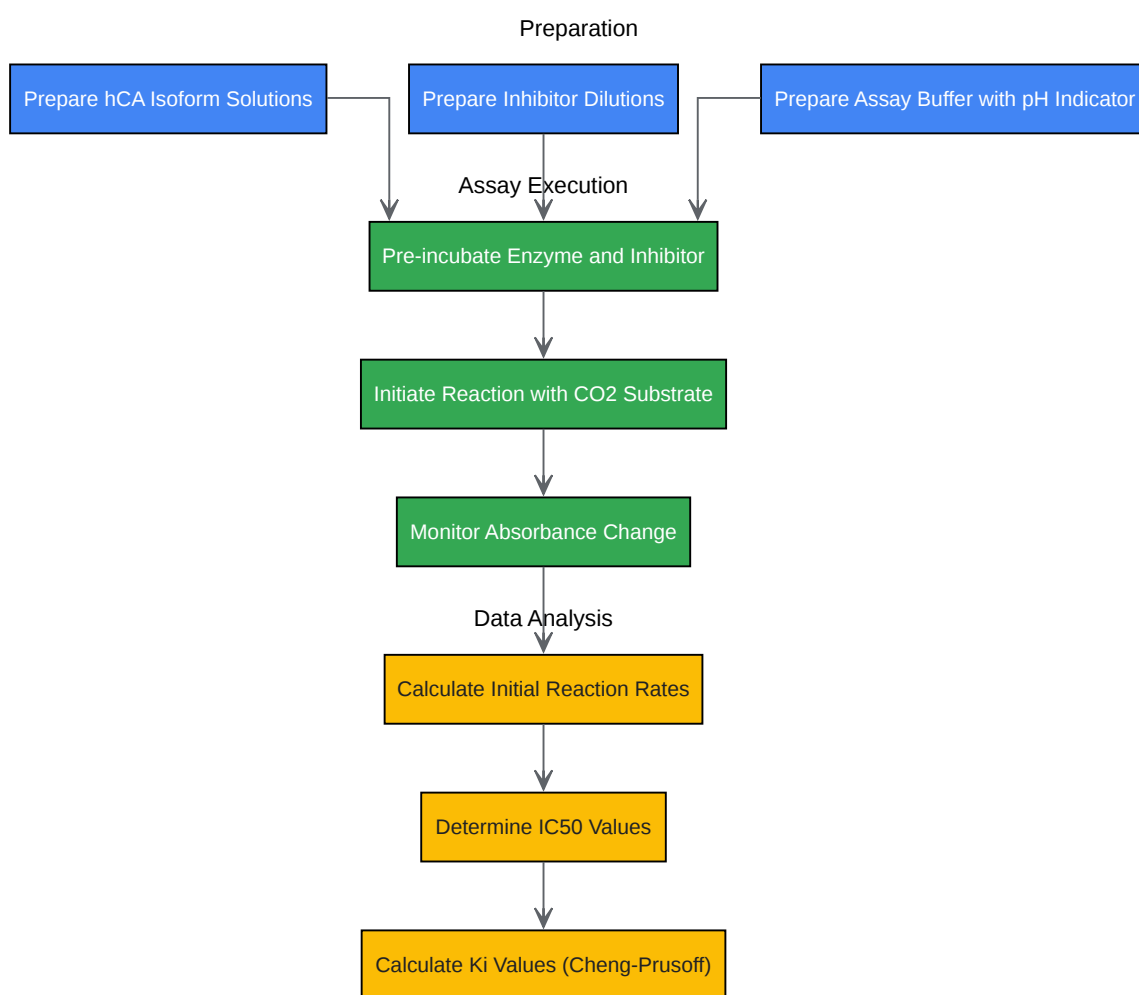 Preparation
Prepare hCA Isoform Solutions
Prepare Inhibitor Dilutions
Prepare Assay Buffer with pH Indicator
Assay Execution
Pre-incubate Enzyme and Inhibitor
Initiate Reaction with CO2 Substrate
Monitor Absorbance Change
Data Analysis
Calculate Initial Reaction Rates
Determine IC50 Values
Calculate Ki Values (Cheng-Prusoff)